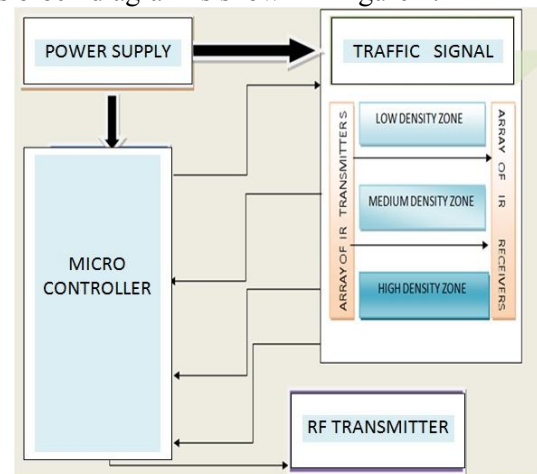 POWER SUPPLY
TRAFFIC SIGNAL
ARRAY OF IR TRANSMITTERS
LOW DENSITY ZONE
MEDIUM DENSITY ZONE
HIGH DENSITY ZONE
ARRAY OF IR RECEIVERS
MICRO
CONTROLLER
RF TRANSMITTER